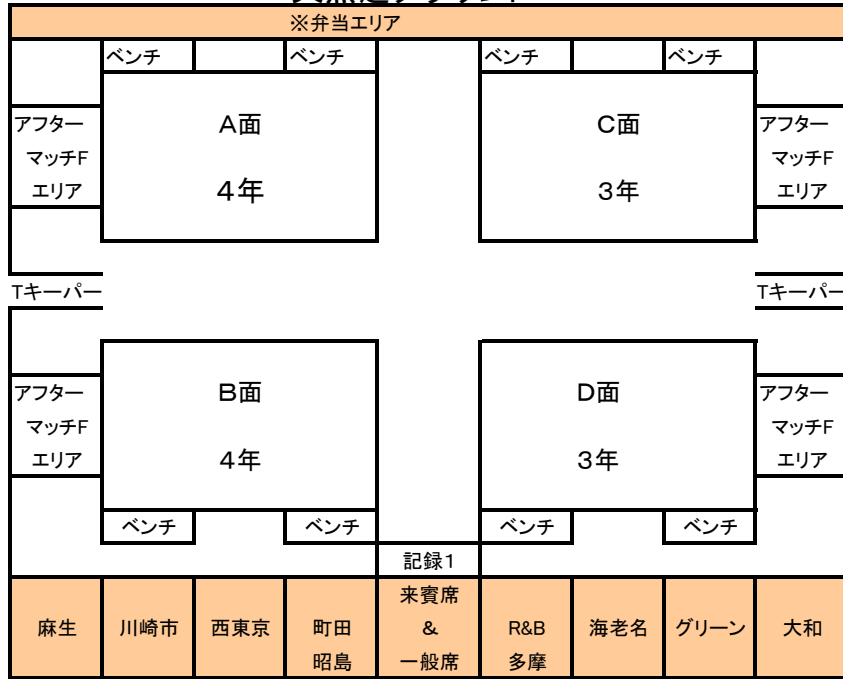 ※弁当エリア
ベンチ ベンチ ベンチ ベンチ
アフター
マッチF
エリア
A面
4年
C面
3年
アフター
マッチF
エリア
Tキーパー Tキーパー
アフター
マッチF
エリア
B面
4年
D面
3年
アフター
マッチF
エリア
ベンチ ベンチ ベンチ ベンチ
記録1
麻生
川崎市
西東京
町田
昭島
来賓席
&
一般席
R&B
多摩
海老名
グリーン
大和